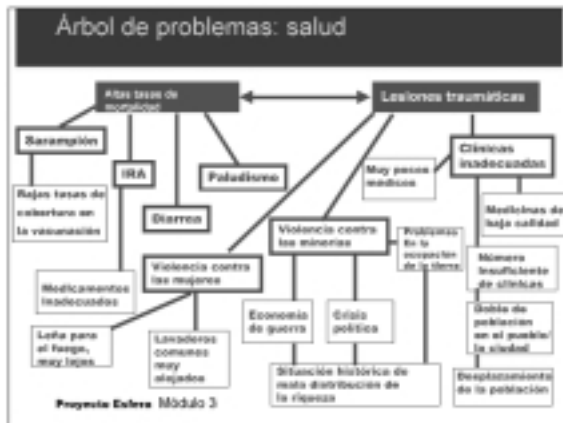 Árbol de problemas: salud
Altas tasas de
mortalidad
Lesiones traumáticas
Sarampión
IRA
Diarrea
Paludismo
Muy pocos
médicos
Clínicas
inadecuadas
Bajas tasas de
cobertura en
la vacunación
Medicinas de
baja calidad
Violencia contra
las minorías
Problemas
En la
ocupación
de la tierra
Número
Insuficiente
de clínicas
Medicamentos
Inadecuados
Violencia contra
las mujeres
Economía
de guerra
Crisis
política
Doble de
población
en el pueblo/
la ciudad
Leña para
el fuego,
muy lejos
Lavaderos
comunes
muy
alejados
Situación histórica de
mala distribución de
la riqueza
Desplazamiento
de la población
Proyecto Esfera Módulo 3